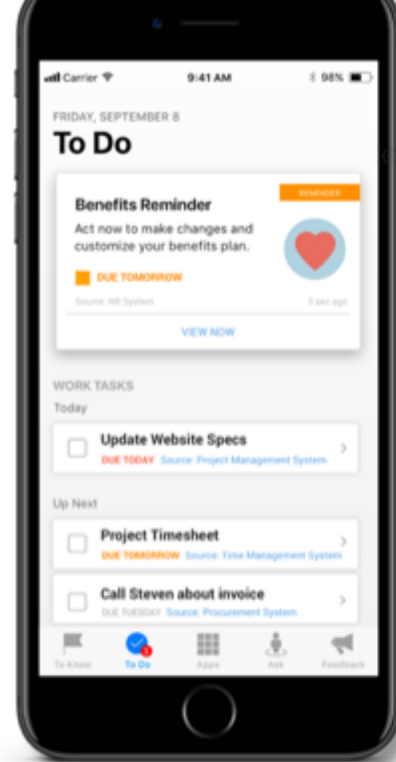 Carrier
9:41 AM
98%
FRIDAY, SEPTEMBER 8
To Do
REMINDER
Benefits Reminder
Act now to make changes and
customize your benefits plan.
DUE TOMORROW
Source: HR System
5 sec ago
VIEW NOW
WORK TASKS
Today
Update Website Specs
DUE TODAY Source: Project Management System
Up Next
Project Timesheet
DUE TOMORROW Source: Time Management System
Call Steven about invoice
DUE TUESDAY Source: Procurement System
To Know
To Do
Apps
Ask
Feedback